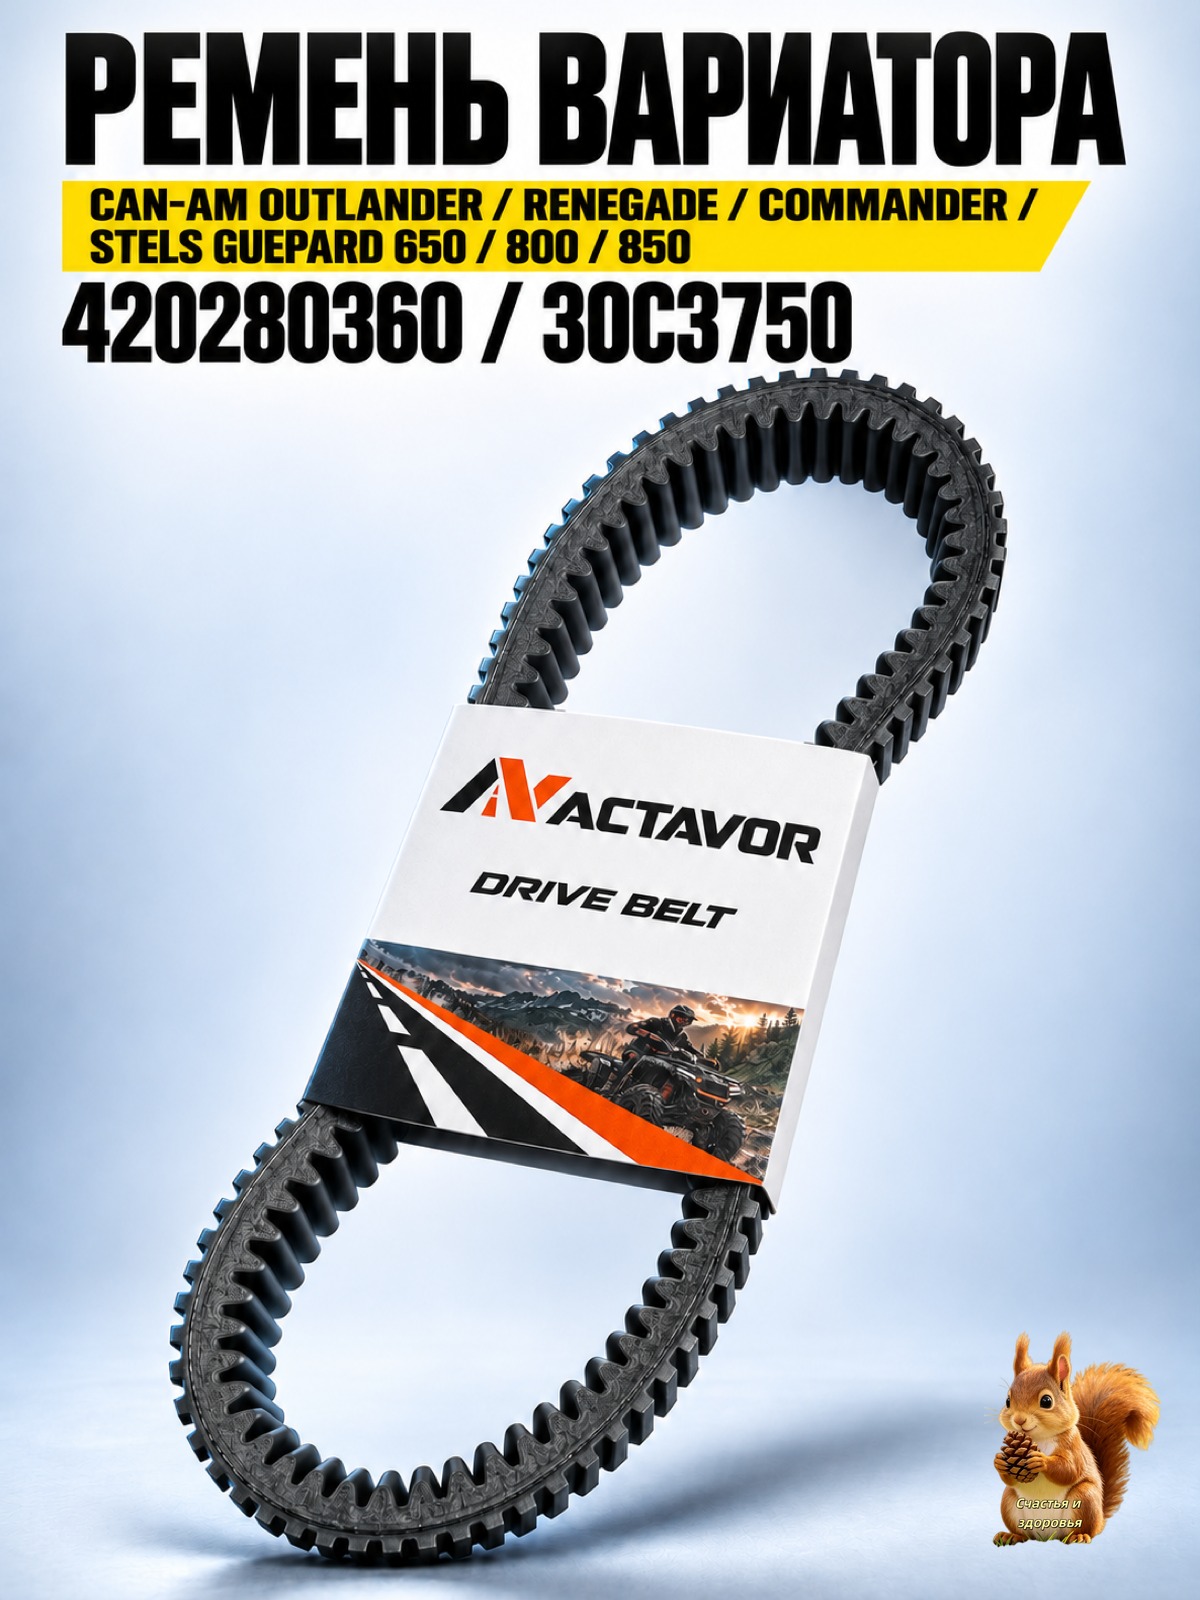 РЕМЕНЬ ВАРИАТОРА
CAN-AM OUTLANDER / RENEGADE / COMMANDER /
STELS GUEPARD 650 / 800 / 850
420280360 / 30C3750
ACTAVOR
DRIVE BELT
Счастья и
здоровья